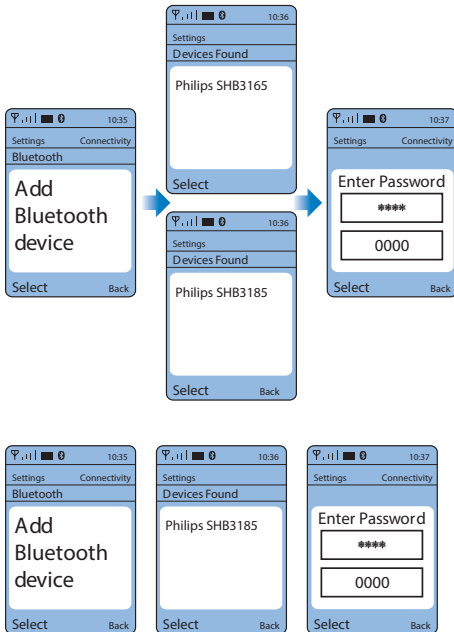 10:36
Settings
Devices Found
Philips SHB3165
Select
10:35
Settings Connectivity
Bluetooth
Add
Bluetooth
device
Select Back
10:36
Settings
Devices Found
Philips SHB3185
Select Back
10:37
Settings Connectivity
Enter Password
****
0000
Select Back
10:35
Settings Connectivity
Bluetooth
Add
Bluetooth
device
Select Back
10:36
Settings
Devices Found
Philips SHB3185
Select Back
10:37
Settings Connectivity
Enter Password
****
0000
Select Back